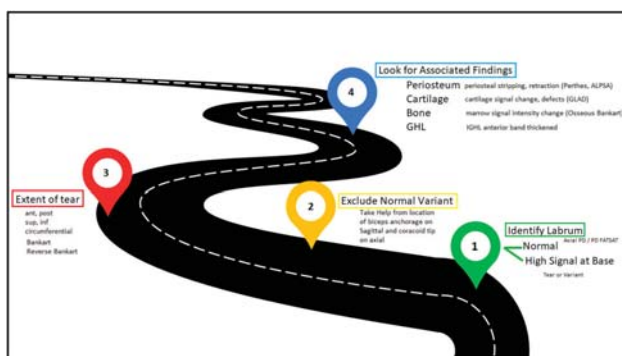 4
Look for Associated Findings
Periosteum periosteal stripping, retraction (Perthes, ALPSA)
Cartilage cartilage signal change, defects (GLAD)
Bone marrow signal intensity change (Osseous Bankart)
GHL IGHL anterior band thickened
3
Extent of tear
ant, post
sup, inf
circumferential
Bankart
Reverse Bankart
2
Exclude Normal Variant
Take Help from location
of biceps anchorage on
Sagittal and coracoid tip
on axial
1
Identify Labrum
Axial PD / PD FATSAT
Normal
High Signal at Base
Tear or Variant